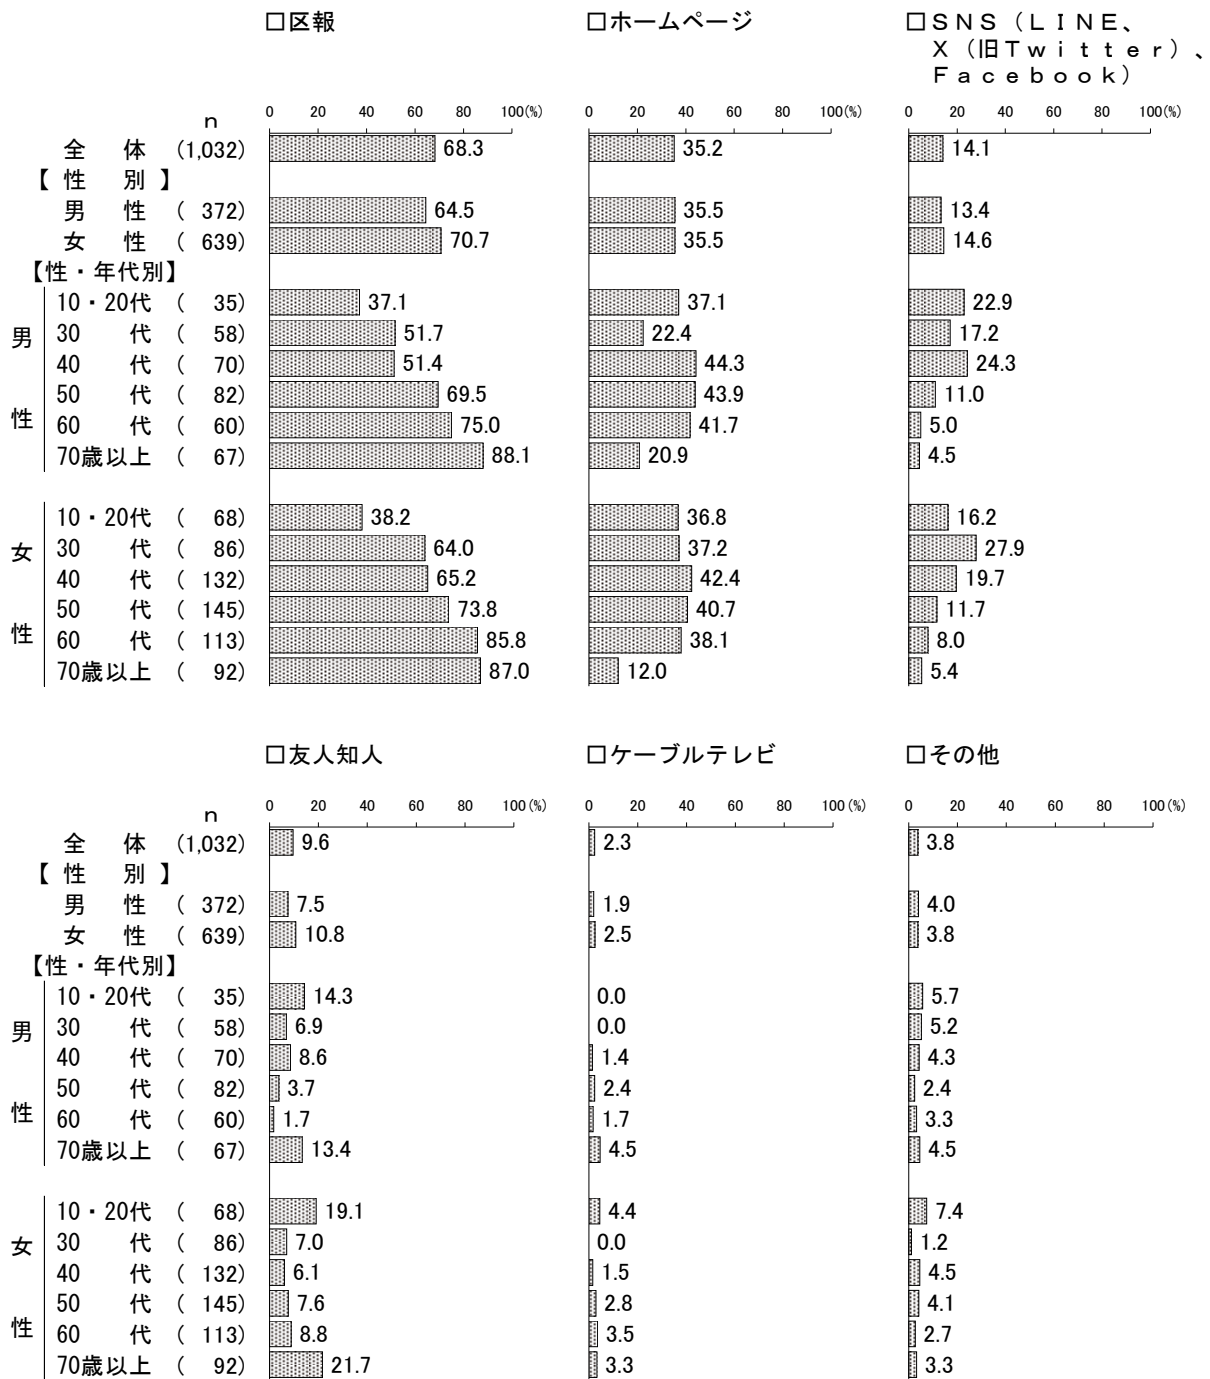 □区報 □ホームページ □ＳＮＳ（ＬＩＮＥ、
Ｘ（旧Ｔｗｉｔｔｅｒ）、
Ｆａｃｅｂｏｏｋ）
n 0 20 40 60 80 100(%) 0 20 40 60 80 100(%) 0 20 40 60 80 100(%)
全 体 (1,032) 68.3 35.2 14.1
【 性 別 】
男 性 ( 372) 64.5 35.5 13.4
女 性 ( 639) 70.7 35.5 14.6
【性・年代別】
男性
10・20代 ( 35) 37.1 37.1 22.9
30 代 ( 58) 51.7 22.4 17.2
40 代 ( 70) 51.4 44.3 24.3
50 代 ( 82) 69.5 43.9 11.0
60 代 ( 60) 75.0 41.7 5.0
70歳以上 ( 67) 88.1 20.9 4.5
女性
10・20代 ( 68) 38.2 36.8 16.2
30 代 ( 86) 64.0 37.2 27.9
40 代 ( 132) 65.2 42.4 19.7
50 代 ( 145) 73.8 40.7 11.7
60 代 ( 113) 85.8 38.1 8.0
70歳以上 ( 92) 87.0 12.0 5.4
□友人知人 □ケーブルテレビ □その他
n 0 20 40 60 80 100(%) 0 20 40 60 80 100(%) 0 20 40 60 80 100(%)
全 体 (1,032) 9.6 2.3 3.8
【 性 別 】
男 性 ( 372) 7.5 1.9 4.0
女 性 ( 639) 10.8 2.5 3.8
【性・年代別】
男性
10・20代 ( 35) 14.3 0.0 5.7
30 代 ( 58) 6.9 0.0 5.2
40 代 ( 70) 8.6 1.4 4.3
50 代 ( 82) 3.7 2.4 2.4
60 代 ( 60) 1.7 1.7 3.3
70歳以上 ( 67) 13.4 4.5 4.5
女性
10・20代 ( 68) 19.1 4.4 7.4
30 代 ( 86) 7.0 0.0 1.2
40 代 ( 132) 6.1 1.5 4.5
50 代 ( 145) 7.6 2.8 4.1
60 代 ( 113) 8.8 3.5 2.7
70歳以上 ( 92) 21.7 3.3 3.3